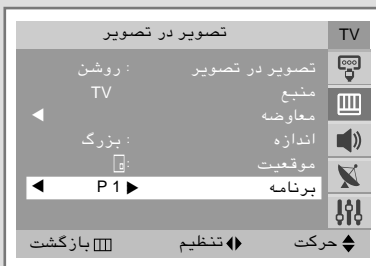 تصویر در تصویر
TV
تصویر در تصویر : روشن
منبع TV
معاوضه ◀
اندازه : بزرگ
موقعیت :
برنامه ◀ P 1 ▶
حرکت تنظیم بازگشت